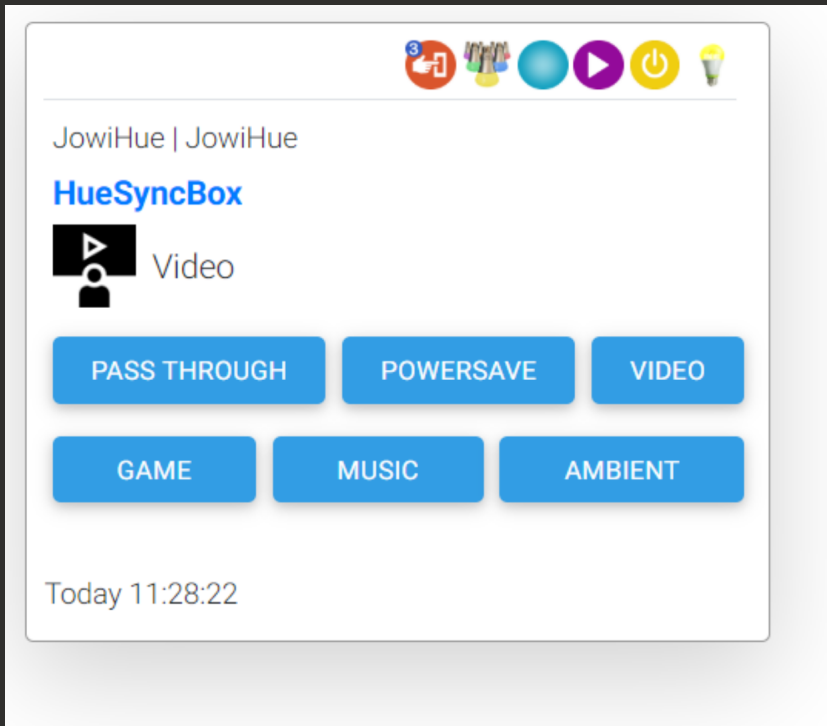 3
JowiHue | JowiHue
HueSyncBox
Video
PASS THROUGH POWERSAVE VIDEO
GAME MUSIC AMBIENT
Today 11:28:22